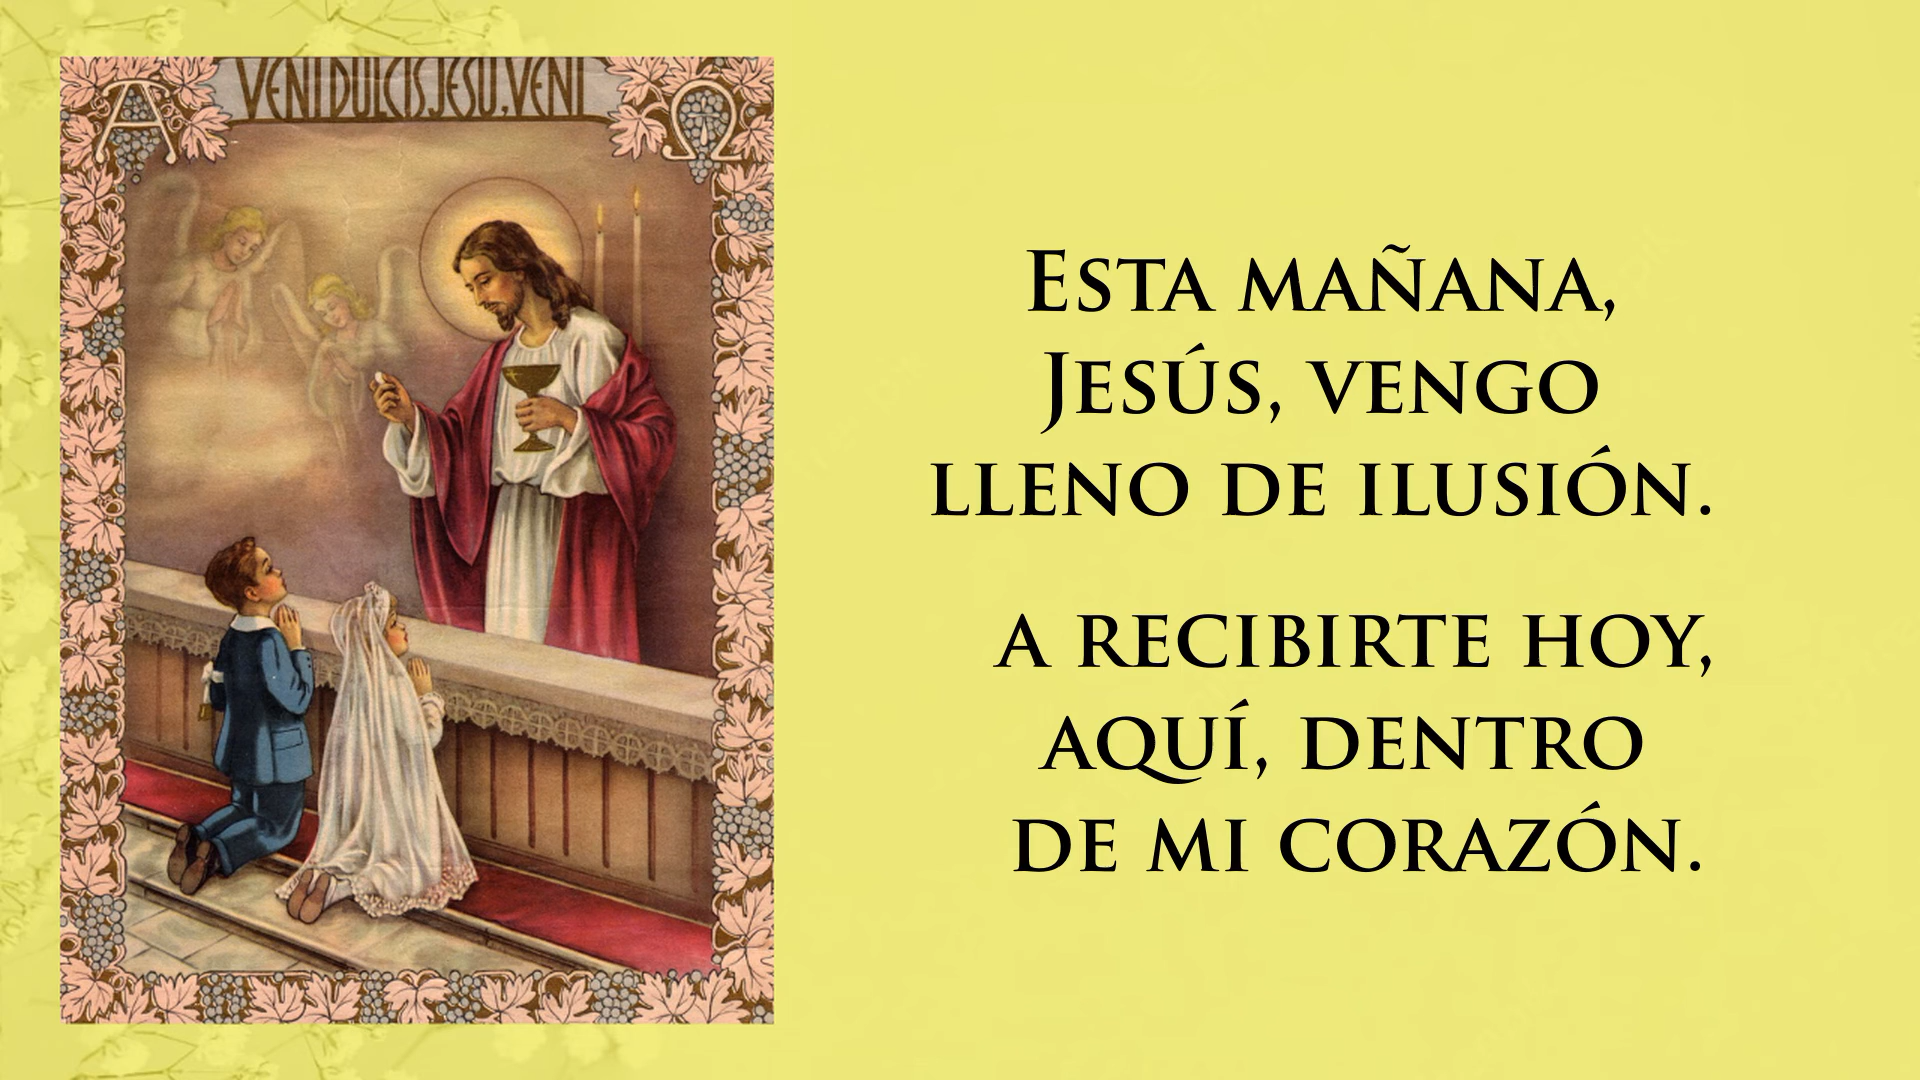 VENI DULCIS JESU, VENI
A Ω
Esta mañana,
Jesús, vengo
lleno de ilusión.
a recibirte hoy,
aquí, dentro
de mi corazón.